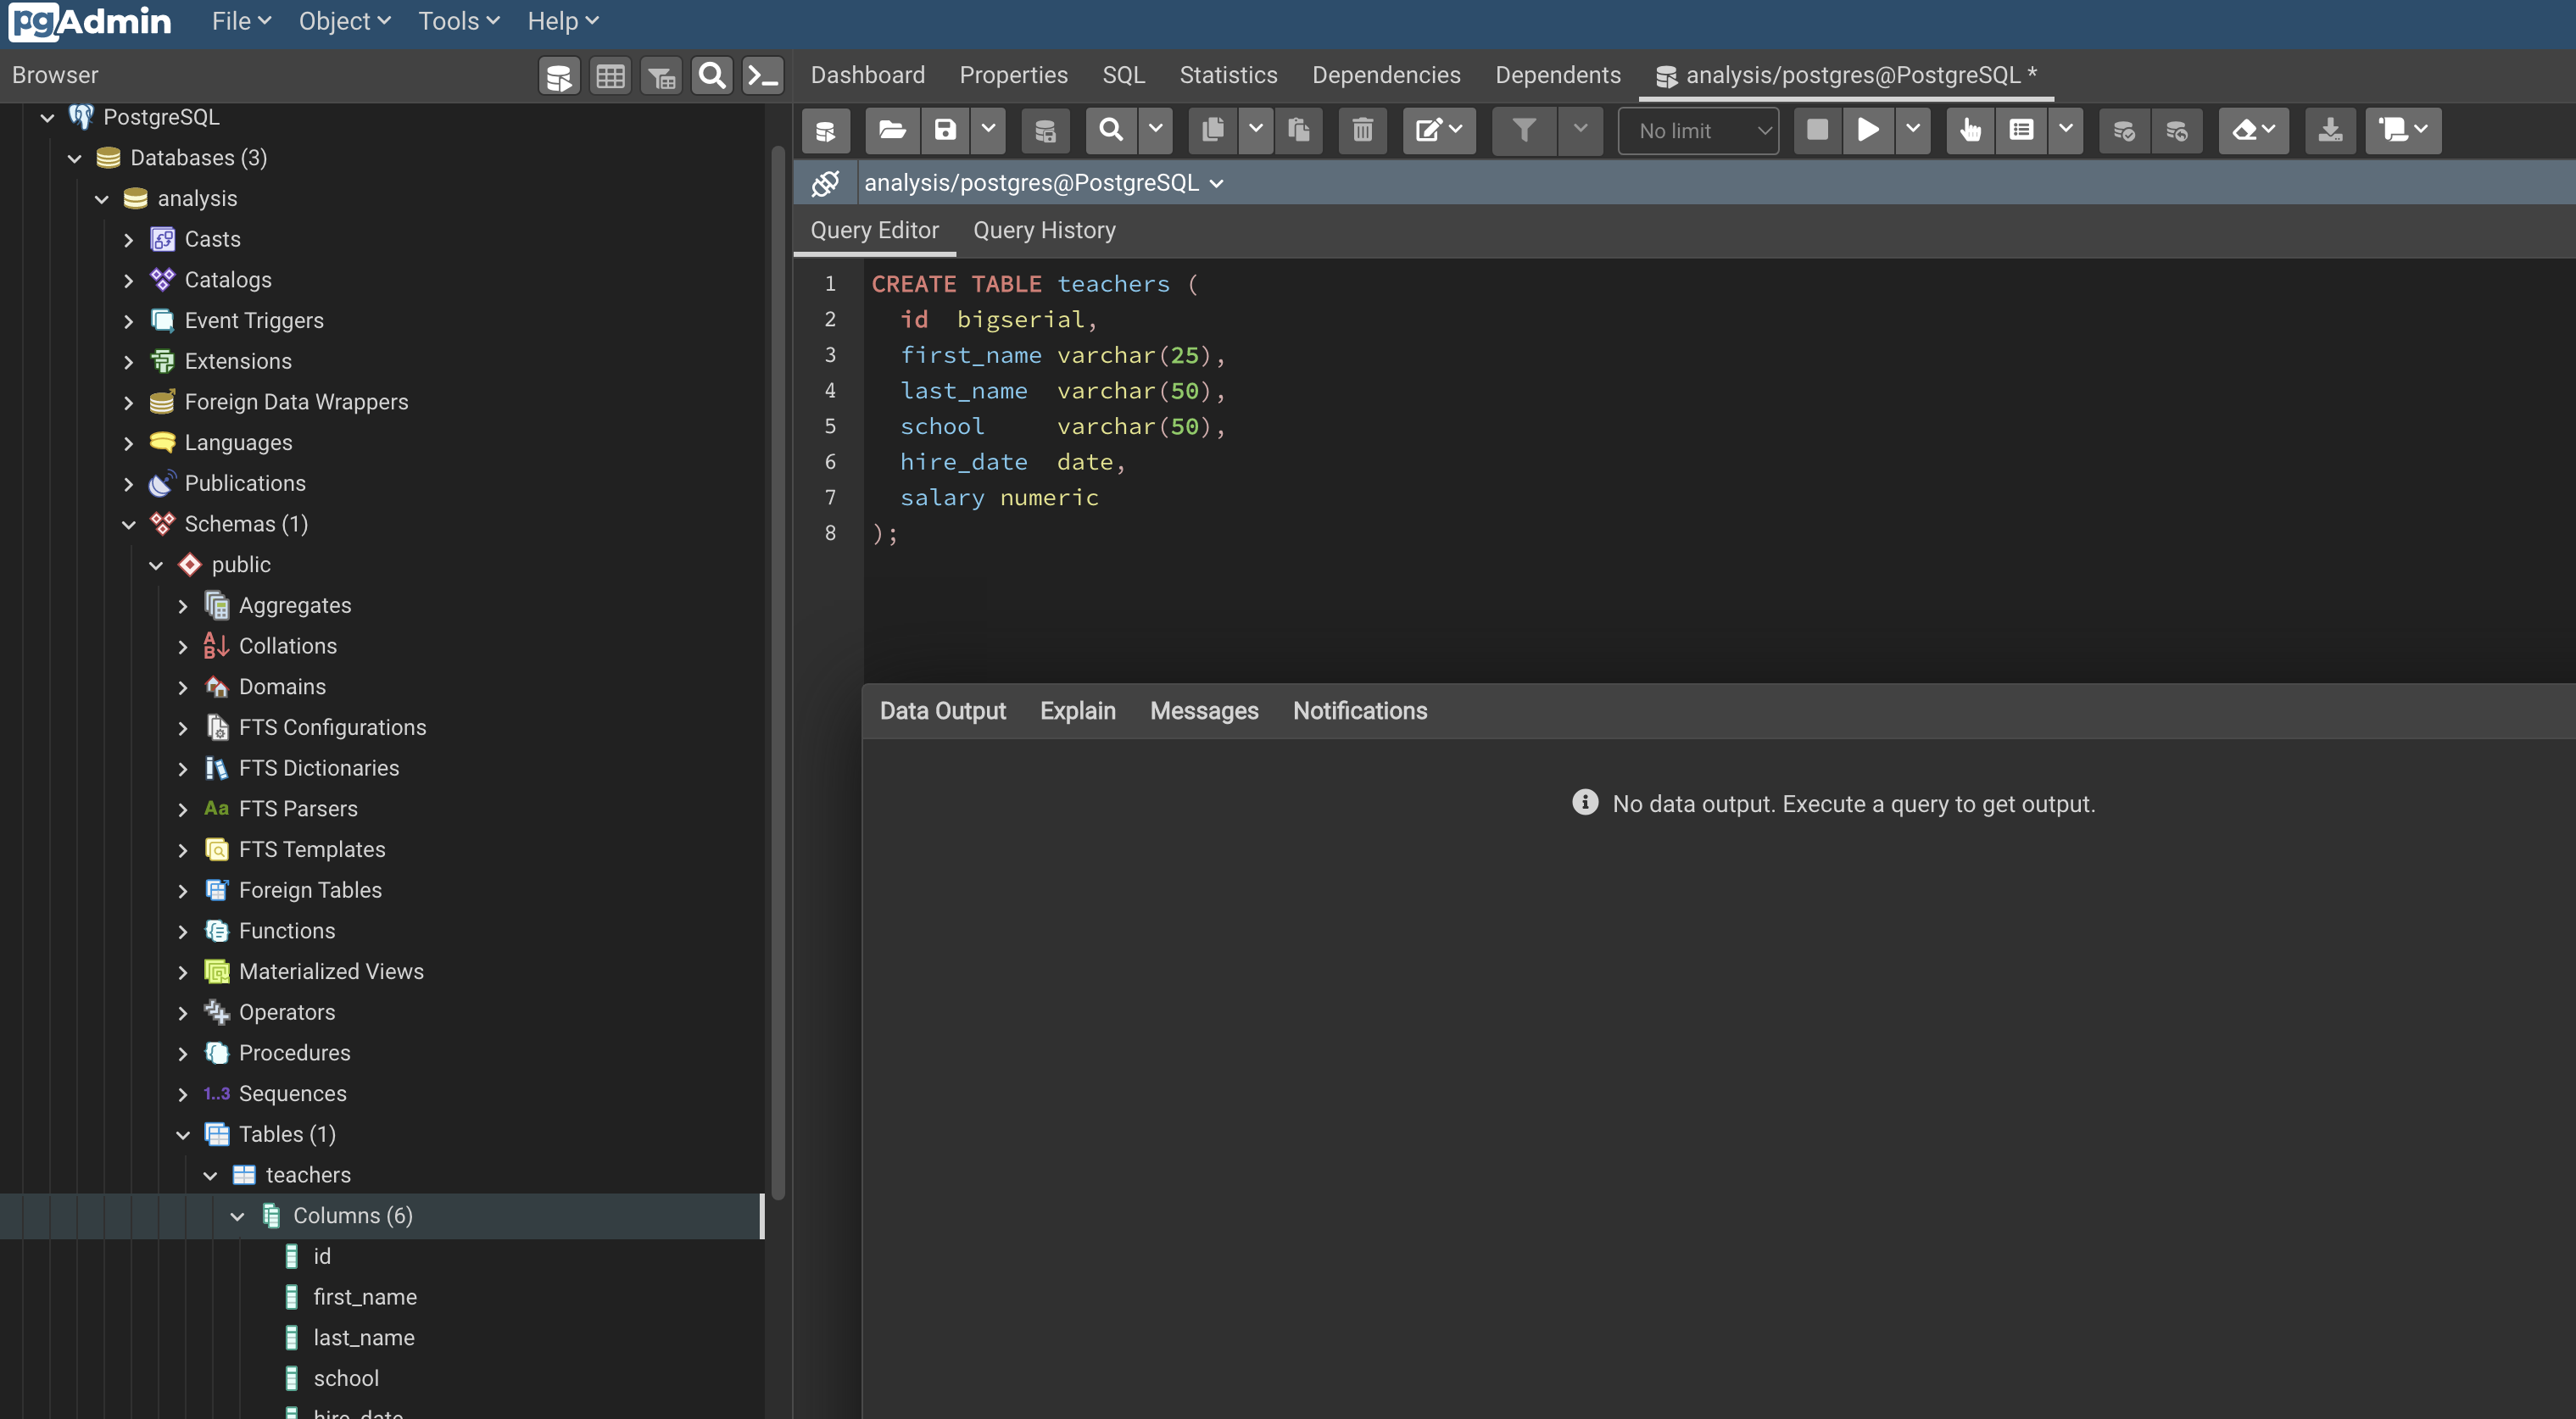 pgAdmin File Object Tools Help
Browser
Dashboard Properties SQL Statistics Dependencies Dependents analysis/postgres@PostgreSQL *
PostgreSQL
Databases (3)
analysis
Casts
Catalogs
Event Triggers
Extensions
Foreign Data Wrappers
Languages
Publications
Schemas (1)
public
Aggregates
Collations
Domains
FTS Configurations
FTS Dictionaries
Aa FTS Parsers
FTS Templates
Foreign Tables
Functions
Materialized Views
Operators
Procedures
1..3 Sequences
Tables (1)
teachers
Columns (6)
id
first_name
last_name
school
hire_date
No limit
analysis/postgres@PostgreSQL
Query Editor Query History
1 CREATE TABLE teachers (
2 id bigserial,
3 first_name varchar(25),
4 last_name varchar(50),
5 school varchar(50),
6 hire_date date,
7 salary numeric
8 );
Data Output Explain Messages Notifications
No data output. Execute a query to get output.